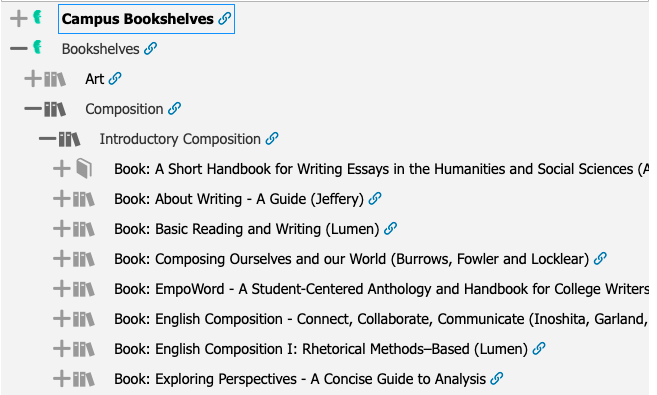 Campus Bookshelves
Bookshelves
Art
Composition
Introductory Composition
Book: A Short Handbook for Writing Essays in the Humanities and Social Sciences (A
Book: About Writing - A Guide (Jeffery)
Book: Basic Reading and Writing (Lumen)
Book: Composing Ourselves and our World (Burrows, Fowler and Locklear)
Book: EmpoWord - A Student-Centered Anthology and Handbook for College Writers
Book: English Composition - Connect, Collaborate, Communicate (Inoshita, Garland,
Book: English Composition I: Rhetorical Methods–Based (Lumen)
Book: Exploring Perspectives - A Concise Guide to Analysis